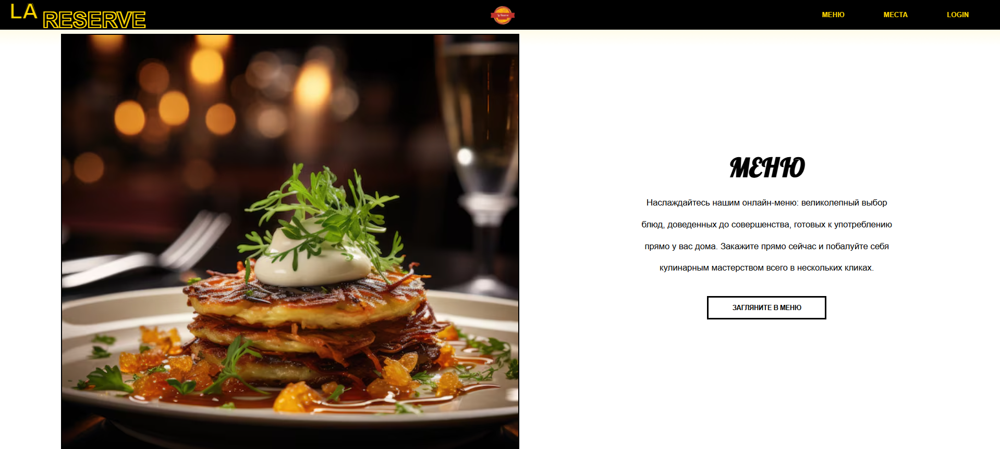 LA RESERVE
МЕНЮ
МЕСТА
LOGIN
МЕНЮ
Наслаждайтесь нашим онлайн-меню: великолепный выбор
блюд, доведенных до совершенства, готовых к употреблению
прямо у вас дома. Закажите прямо сейчас и побалуйте себя
кулинарным мастерством всего в нескольких кликах.
ЗАГЛЯНИТЕ В МЕНЮ